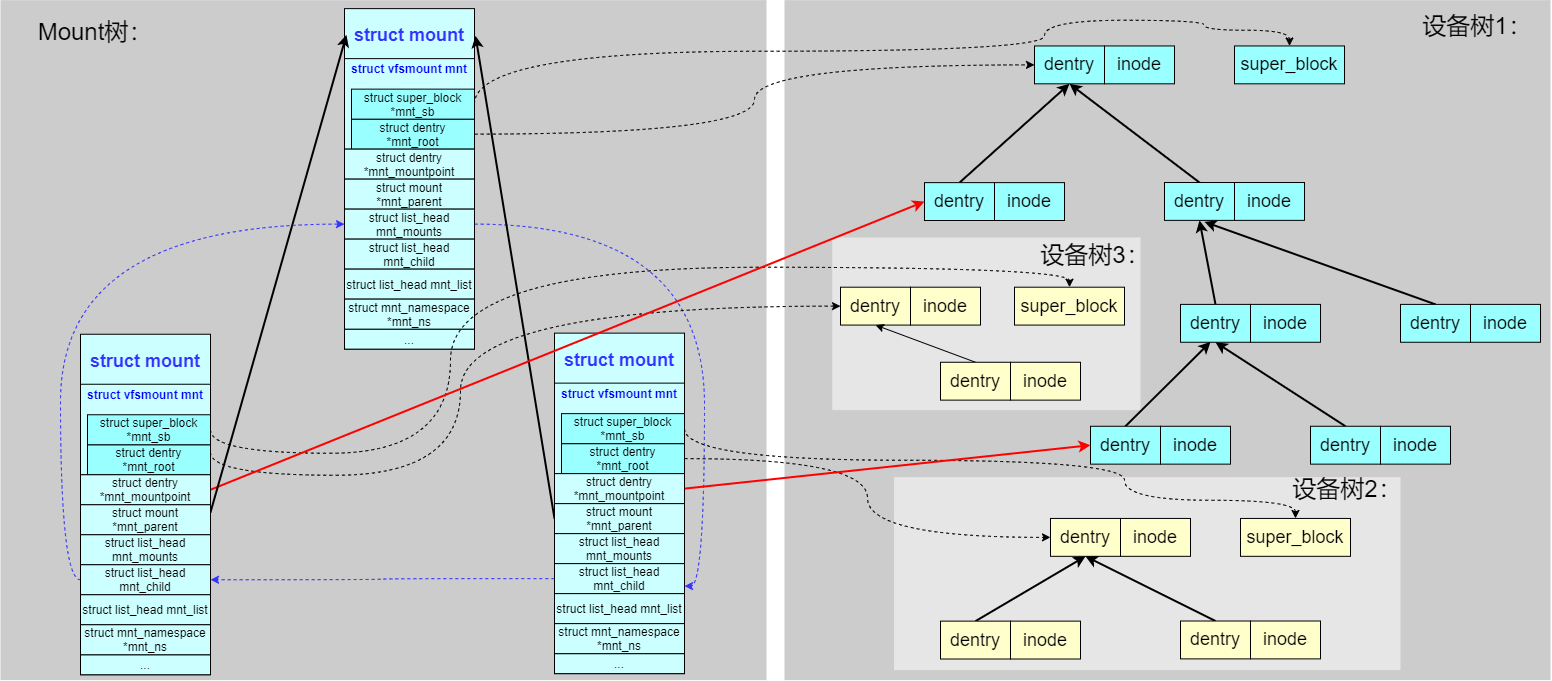 Mount树：
struct mount
struct vfsmount mnt
struct super_block
*mnt_sb
struct dentry
*mnt_root
struct dentry
*mnt_mountpoint
struct mount
*mnt_parent
struct list_head
mnt_mounts
struct list_head
mnt_child
struct list_head mnt_list
struct mnt_namespace
*mnt_ns
...
struct mount
struct vfsmount mnt
struct super_block
*mnt_sb
struct dentry
*mnt_root
struct dentry
*mnt_mountpoint
struct mount
*mnt_parent
struct list_head
mnt_mounts
struct list_head
mnt_child
struct list_head mnt_list
struct mnt_namespace
*mnt_ns
...
struct mount
struct vfsmount mnt
struct super_block
*mnt_sb
struct dentry
*mnt_root
struct dentry
*mnt_mountpoint
struct mount
*mnt_parent
struct list_head
mnt_mounts
struct list_head
mnt_child
struct list_head mnt_list
struct mnt_namespace
*mnt_ns
...
设备树1：
dentry inode
super_block
dentry inode
dentry inode
dentry inode
dentry inode
dentry inode
dentry inode
设备树3：
dentry inode
super_block
dentry inode
设备树2：
dentry inode
super_block
dentry inode
dentry inode